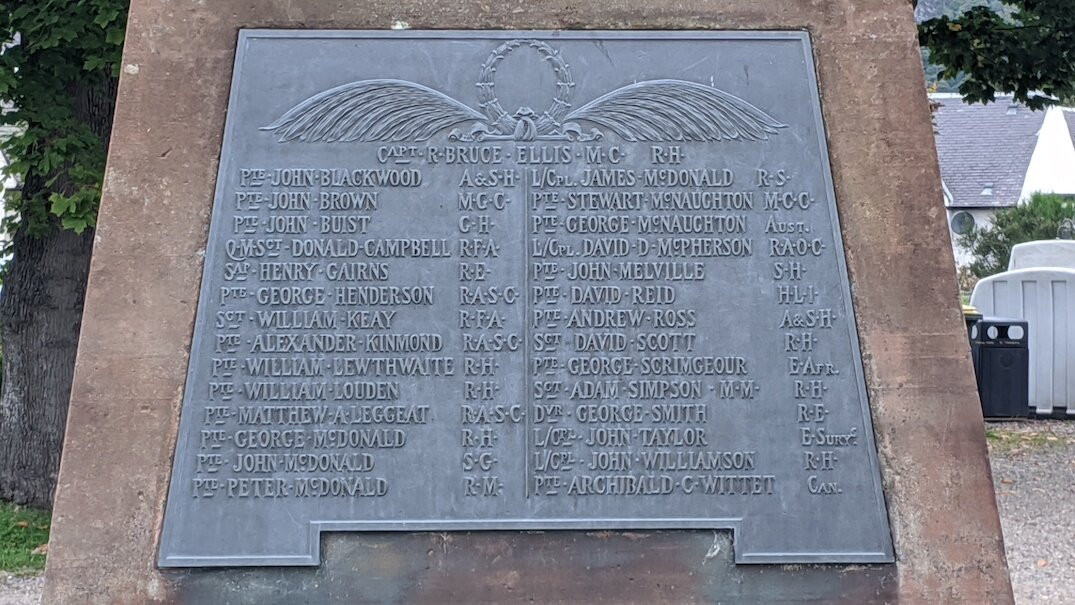 CAPT·R·BRUCE·ELLIS·M·C· R·H·
PTE·JOHN·BLACKWOOD A&S·H·
PTE·JOHN·BROWN M·G·C·
PTE·JOHN·BUIST G·H·
Q·M·SGT·DONALD·CAMPBELL R·F·A·
SAP·HENRY·CAIRNS R·E·
PTE·GEORGE·HENDERSON R·A·S·C·
SGT·WILLIAM·KEAY R·F·A·
PTE·ALEXANDER·KINMOND R·A·S·C·
PTE·WILLIAM·LEWTHWAITE R·H·
PTE·WILLIAM·LOUDEN R·H·
PTE·MATTHEW·A·LEGGEAT R·A·S·C·
PTE·GEORGE·McDONALD R·H·
PTE·JOHN·McDONALD S·G·
PTE·PETER·McDONALD R·M·
L/CPL·JAMES·McDONALD R·S·
PTE·STEWART·McNAUGHTON M·G·C·
PTE·GEORGE·McNAUGHTON AUST.
L/CPL·DAVID·D·McPHERSON R·A·O·C·
PTE·JOHN·MELVILLE S·H·
PTE·DAVID·REID H·L·I·
PTE·ANDREW·ROSS A&S·H·
SGT·DAVID·SCOTT R·H·
PTE·GEORGE·SCRIMGEOUR E·AFR.
SGT·ADAM·SIMPSON·M·M· R·H·
DVR·GEORGE·SMITH R·E·
L/CPL·JOHN·TAYLOR E·SURY.
L/CPL·JOHN·WILLIAMSON R·H·
PTE·ARCHIBALD·C·WITTET CAN.